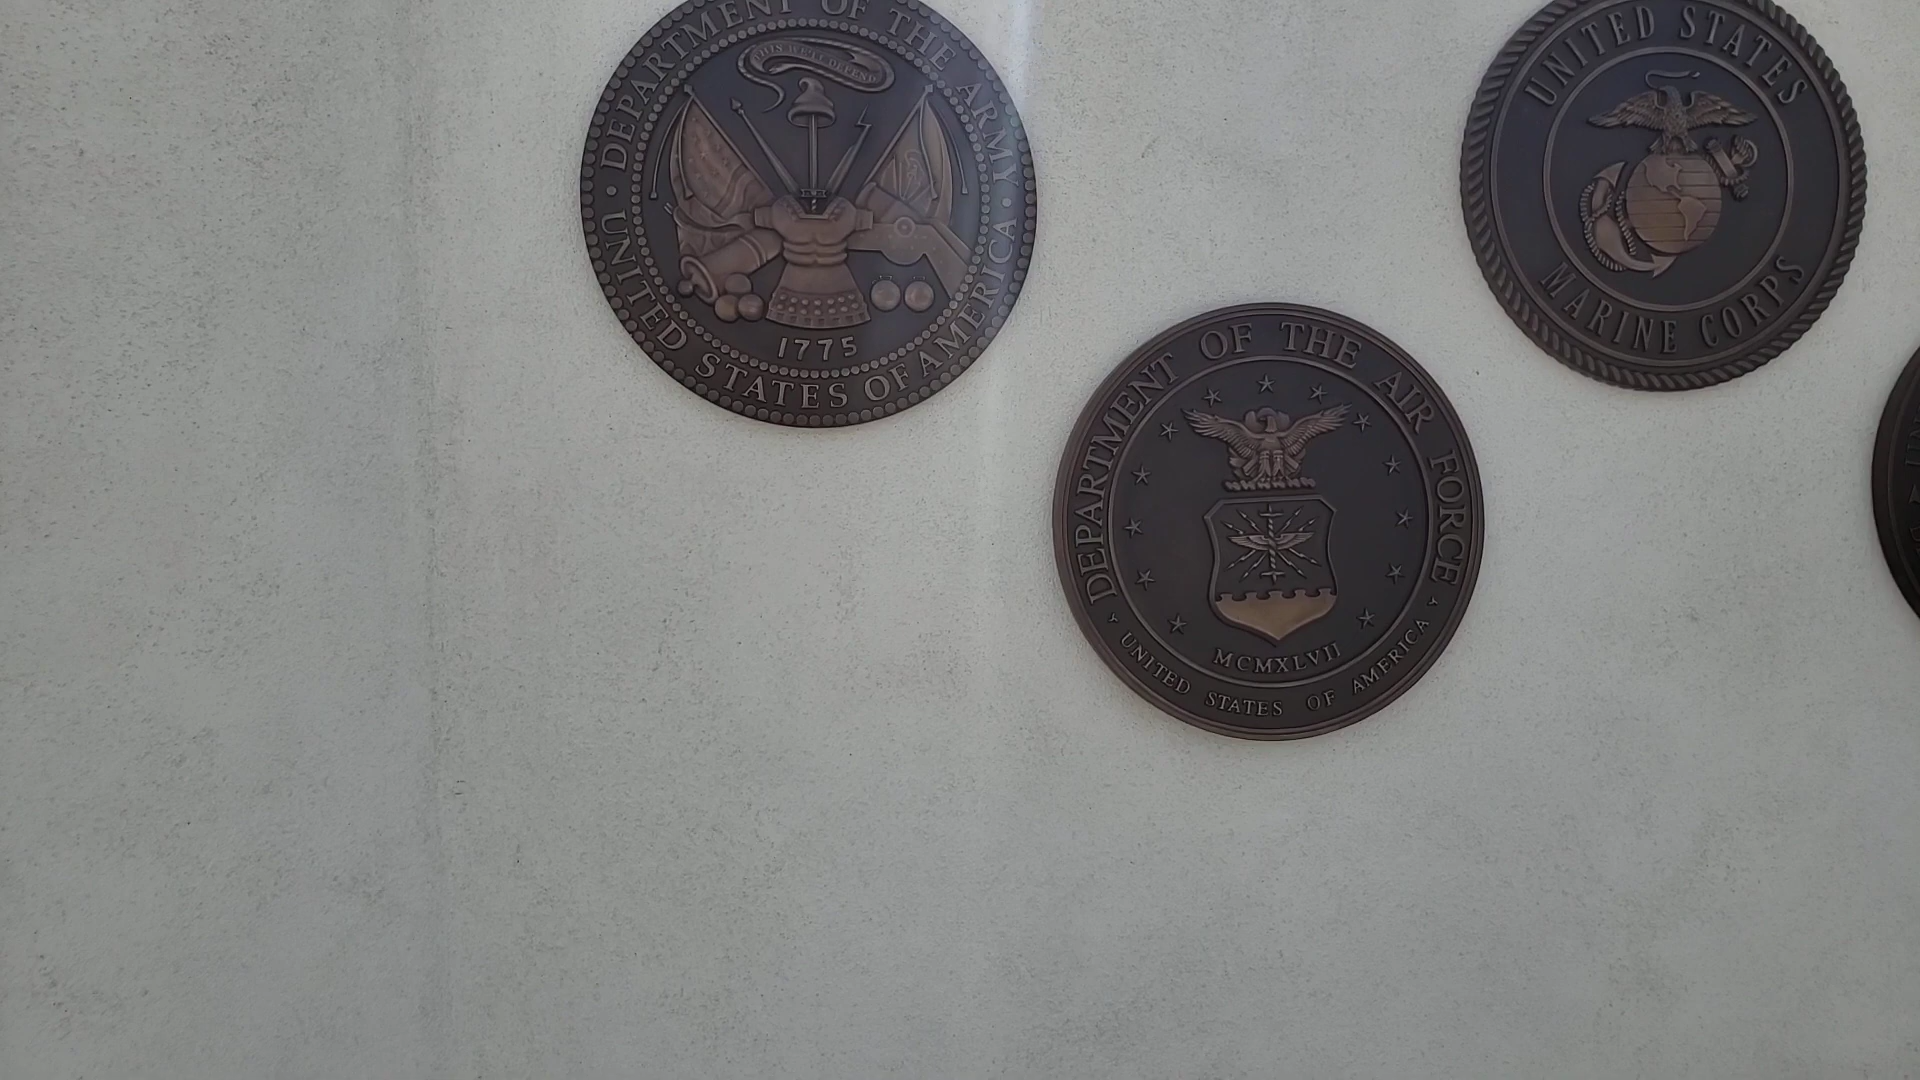 DEPARTMENT OF THE ARMY
THIS WE'LL DEFEND
1775
UNITED STATES OF AMERICA
UNITED STATES
MARINE CORPS
DEPARTMENT OF THE AIR FORCE
MCMXLVII
UNITED STATES OF AMERICA